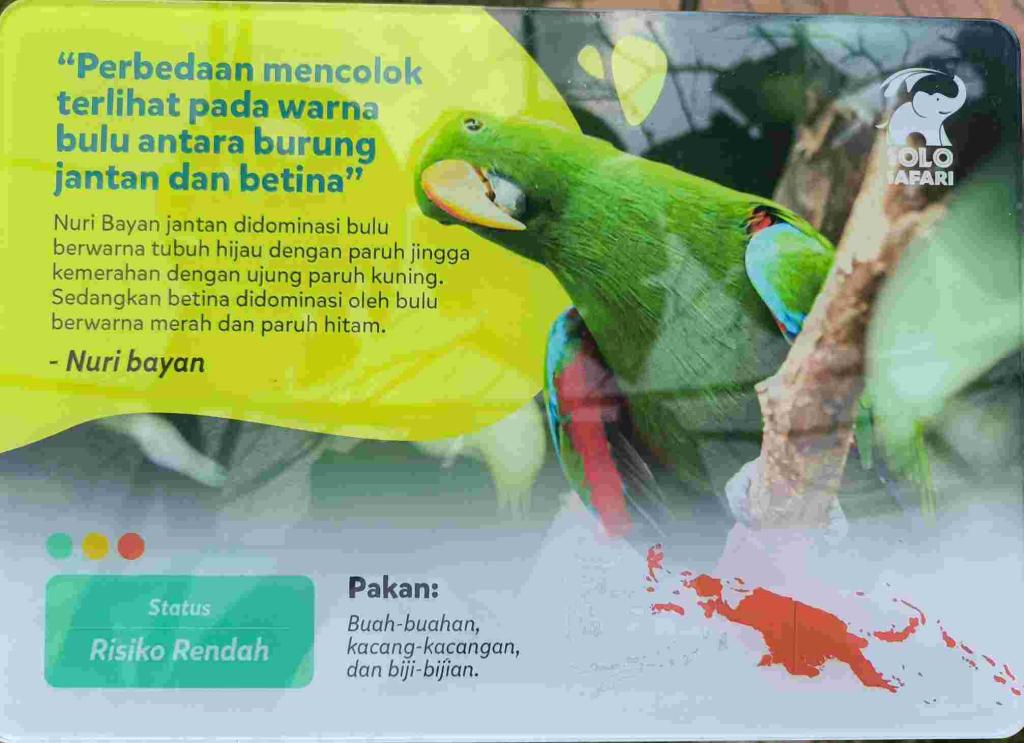 “Perbedaan mencolok
terlihat pada warna
bulu antara burung
jantan dan betina”
Nuri Bayan jantan didominasi bulu
berwarna tubuh hijau dengan paruh jingga
kemerahan dengan ujung paruh kuning.
Sedangkan betina didominasi oleh bulu
berwarna merah dan paruh hitam.
- Nuri bayan
SOLO
SAFARI
Status
Risiko Rendah
Pakan:
Buah-buahan,
kacang-kacangan,
dan biji-bijian.